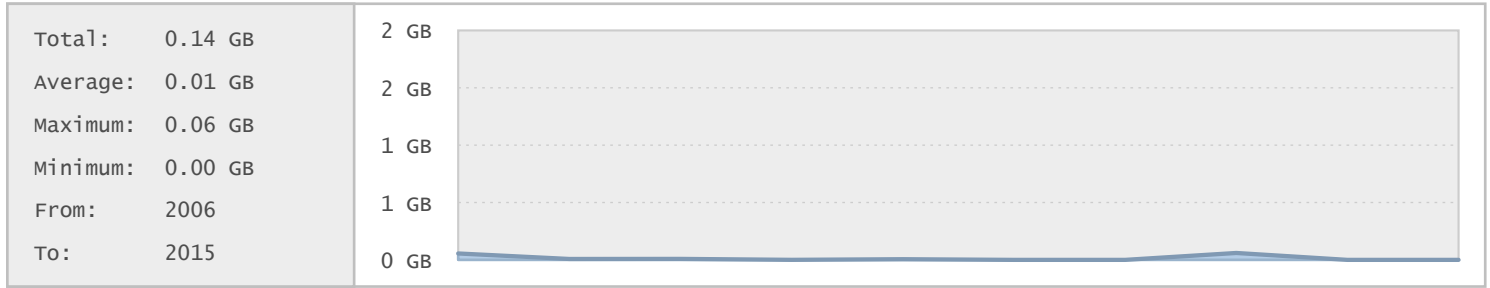 Total: 0.14 GB
Average: 0.01 GB
Maximum: 0.06 GB
Minimum: 0.00 GB
From: 2006
To: 2015
2 GB
2 GB
1 GB
1 GB
0 GB